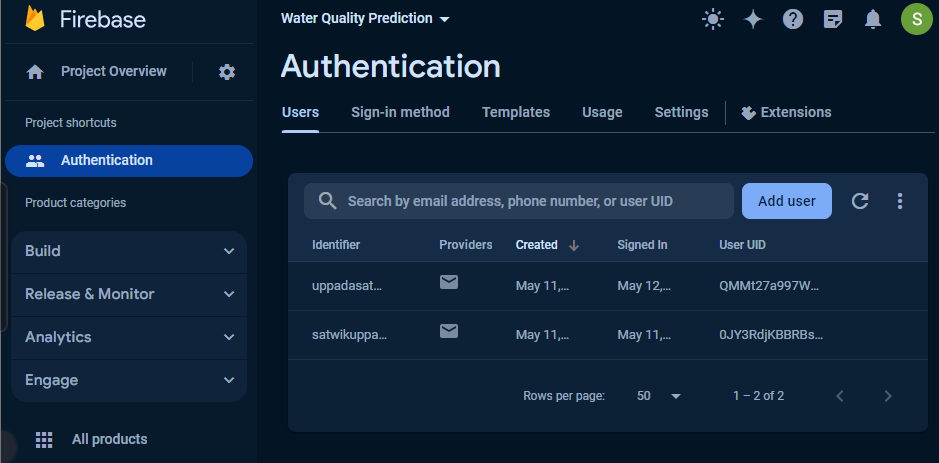 Firebase
Project Overview
Project shortcuts
Authentication
Product categories
Build
Release & Monitor
Analytics
Engage
All products
Water Quality Prediction
S
Authentication
Users Sign-in method Templates Usage Settings Extensions
Search by email address, phone number, or user UID Add user
Identifier Providers Created Signed In User UID
uppadasat... May 11,... May 12,... QMMt27a997W...
satwikuppa... May 11,... May 11,... 0JY3RdjKBBRBs...
Rows per page: 50 1 – 2 of 2